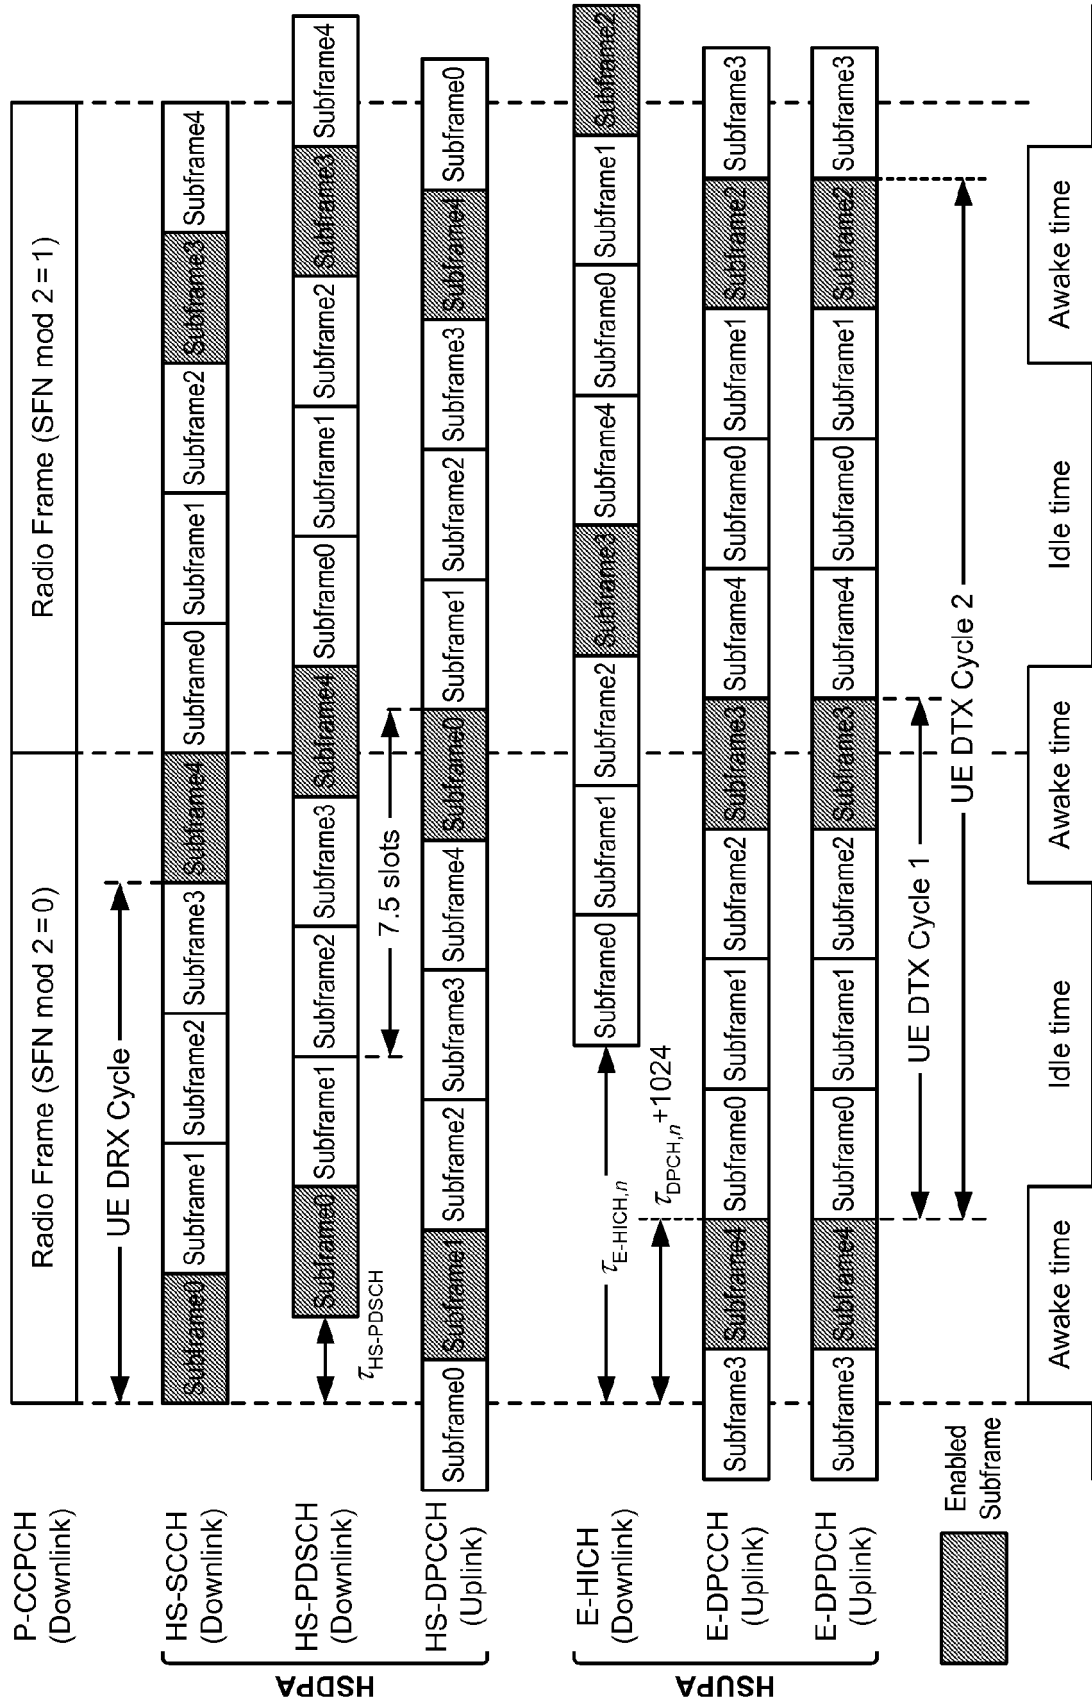 P-CCPCH
(Downlink)
Radio Frame (SFN mod 2 = 0)
Radio Frame (SFN mod 2 = 1)
UE DRX Cycle
HSDPA
HS-SCCH
(Downlink)
Subframe0
Subframe1
Subframe2
Subframe3
Subframe4
Subframe0
Subframe1
Subframe2
Subframe3
Subframe4
HS-PDSCH
(Downlink)
τHS-PDSCH
Subframe0
Subframe1
Subframe2
Subframe3
Subframe4
Subframe0
Subframe1
Subframe2
Subframe3
Subframe4
7.5 slots
HS-DPCCH
(Uplink)
Subframe0
Subframe1
Subframe2
Subframe3
Subframe4
Subframe0
Subframe1
Subframe2
Subframe3
Subframe4
Subframe0
HSUPA
E-HICH
(Downlink)
τE-HICH,n
Subframe0
Subframe1
Subframe2
Subframe3
Subframe4
Subframe0
Subframe1
Subframe2
τDPCH,n+1024
E-DPCCH
(Uplink)
Subframe3
Subframe4
Subframe0
Subframe1
Subframe2
Subframe3
Subframe4
Subframe0
Subframe1
Subframe2
Subframe3
E-DPDCH
(Uplink)
Subframe3
Subframe4
Subframe0
Subframe1
Subframe2
Subframe3
Subframe4
Subframe0
Subframe1
Subframe2
Subframe3
UE DTX Cycle 1
UE DTX Cycle 2
Enabled
Subframe
Awake time
Idle time
Awake time
Idle time
Awake time